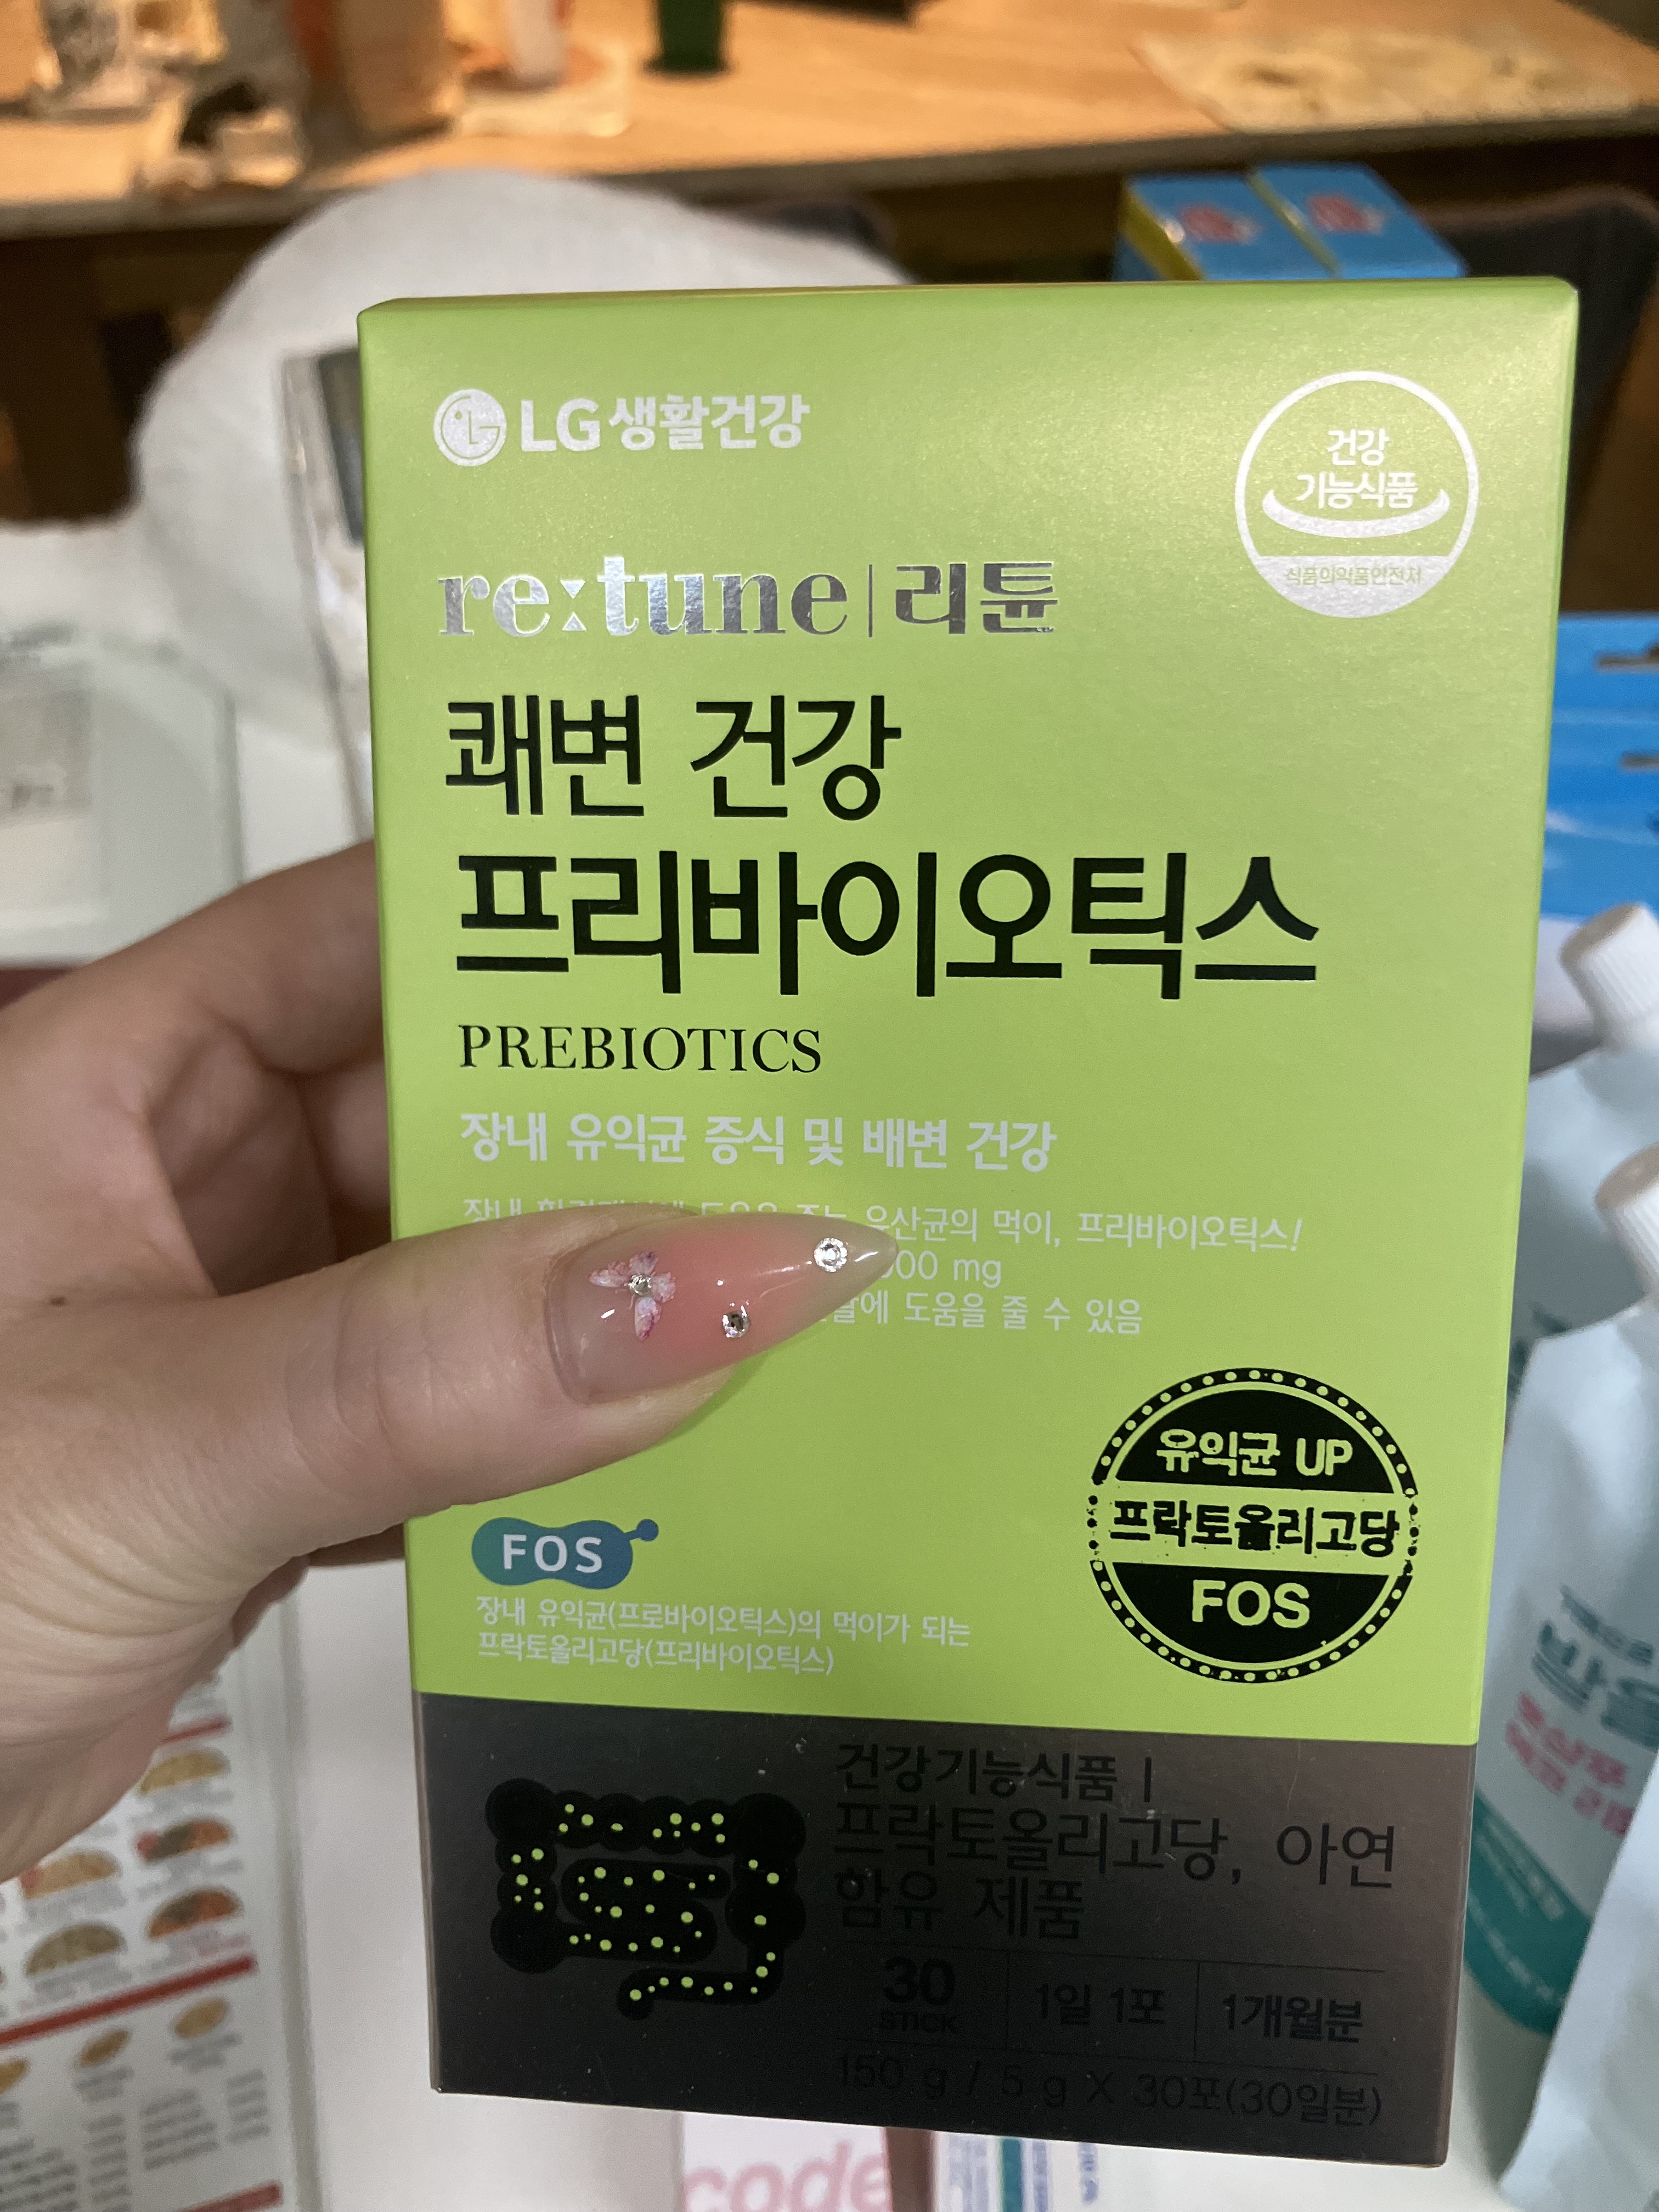 LG생활건강
건강
기능식품
식품의약품안전처
re:tune | 리튠
쾌변 건강
프리바이오틱스
PREBIOTICS
장내 유익균 증식 및 배변 건강
장내 유산균의 먹이, 프리바이오틱스!
00 mg
도움을 줄 수 있음
유익균 UP
프락토올리고당
FOS
FOS
장내 유익균(프로바이오틱스)의 먹이가 되는
프락토올리고당(프리바이오틱스)
건강기능식품 |
프락토올리고당, 아연
함유 제품
30
STICK
1일 1포
1개월분
150 g / 5 g X 30포(30일분)
code